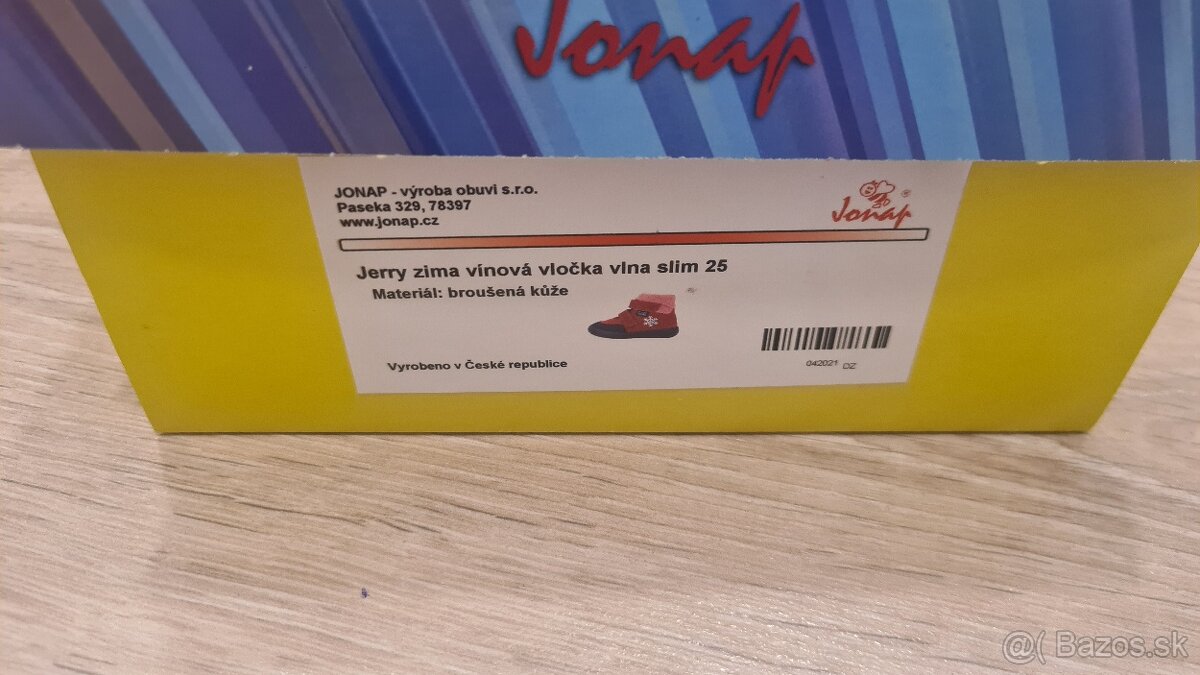 Jonap
JONAP - výroba obuvi s.r.o.
Paseka 329, 78397
www.jonap.cz
Jonap ®
Jerry zima vínová vločka vlna slim 25
Materiál: broušená kůže
Vyrobeno v České republice
042021 DZ
@( Bazos.sk